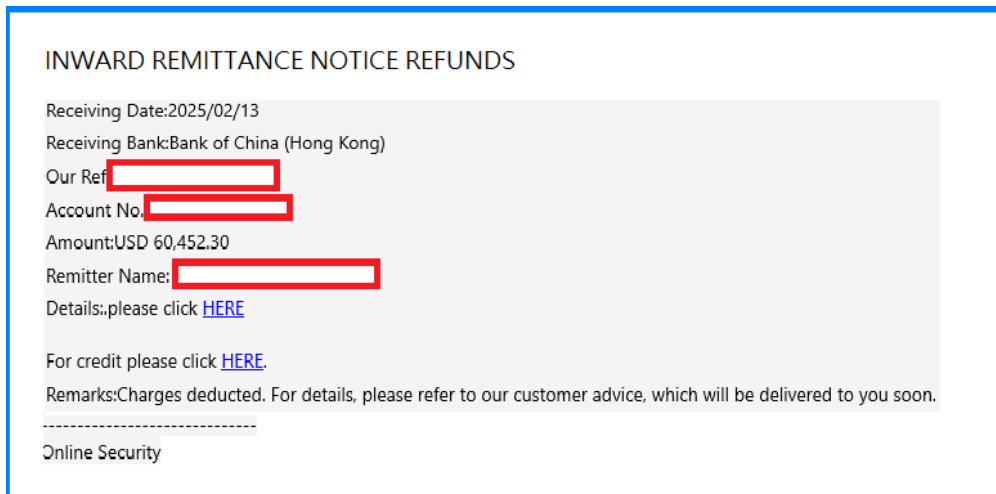 INWARD REMITTANCE NOTICE REFUNDS
Receiving Date:2025/02/13
Receiving Bank:Bank of China (Hong Kong)
Our Ref
Account No.
Amount:USD 60,452.30
Remitter Name:
Details:.please click HERE
For credit please click HERE.
Remarks:Charges deducted. For details, please refer to our customer advice, which will be delivered to you soon.
-------------------------------
Online Security